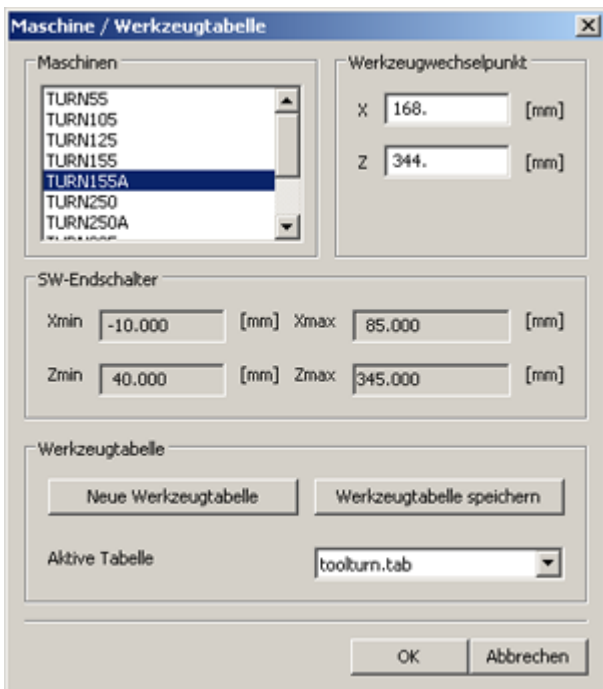 Maschine / Werkzeugtabelle
Maschinen
TURN55
TURN105
TURN125
TURN155
TURN155A
TURN250
TURN250A
Werkzeugwechselpunkt
X 168. [mm]
Z 344. [mm]
SW-Endschalter
Xmin -10.000 [mm] Xmax 85.000 [mm]
Zmin 40.000 [mm] Zmax 345.000 [mm]
Werkzeugtabelle
Neue Werkzeugtabelle Werkzeugtabelle speichern
Aktive Tabelle toolturn.tab
OK Abbrechen